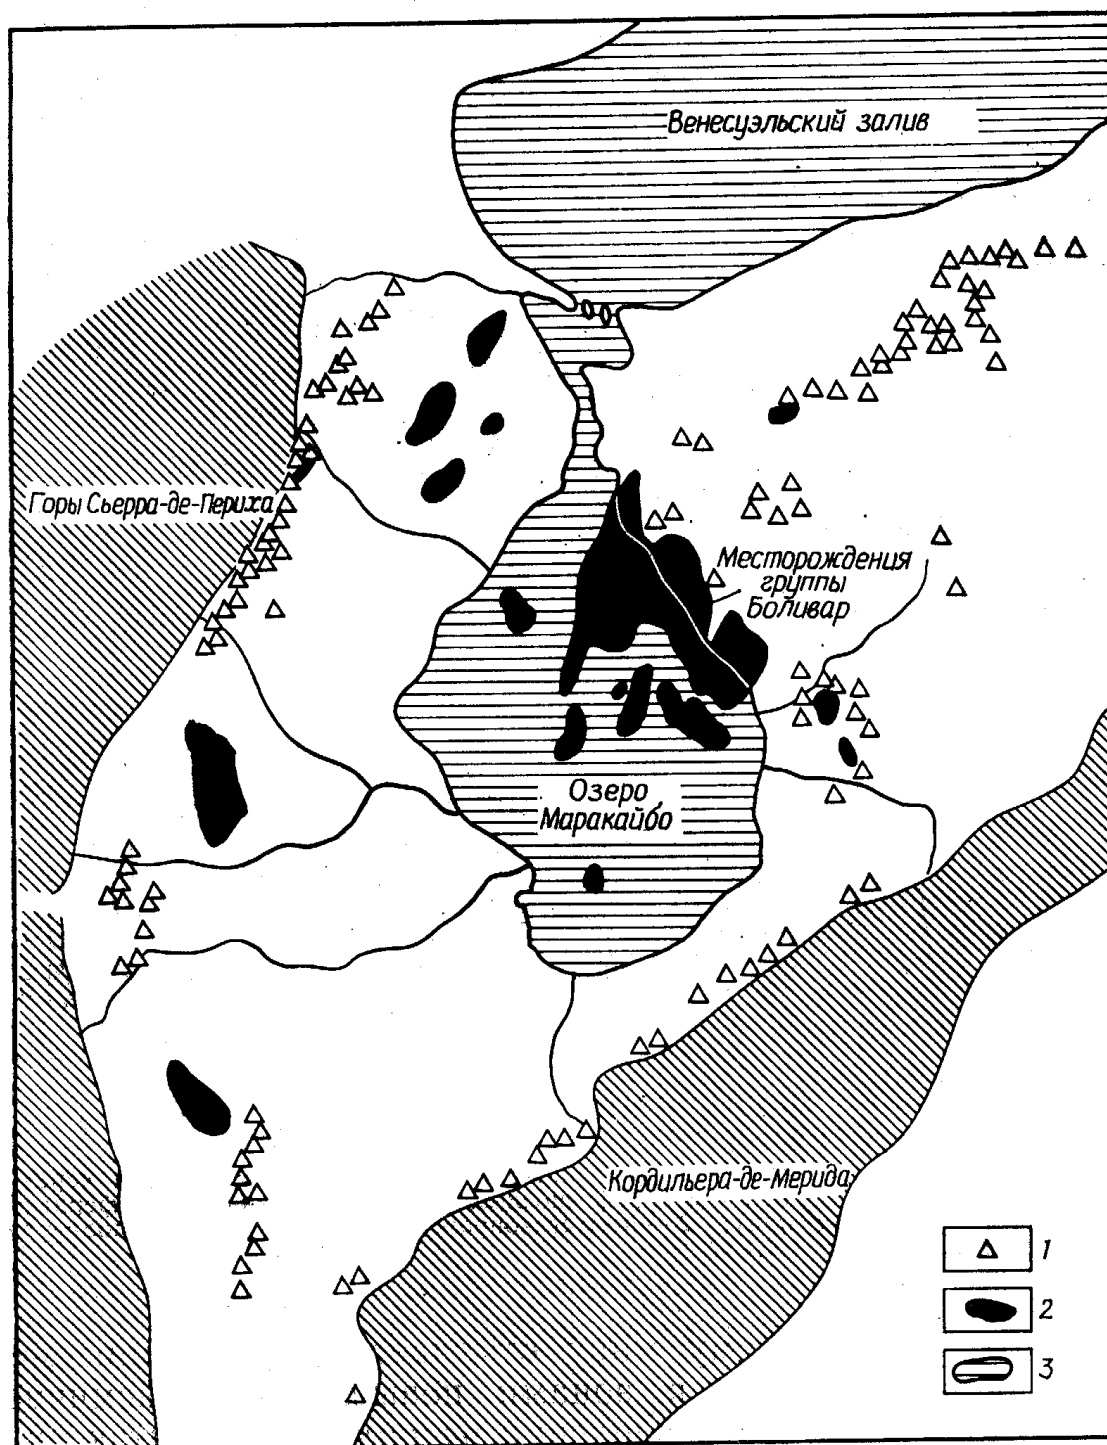 Венесуэльский залив
Горы Сьерра-де-Периха
Месторождения
группы
Боливар
Озеро
Маракайбо
Кордильера-де-Мерида
1
2
3